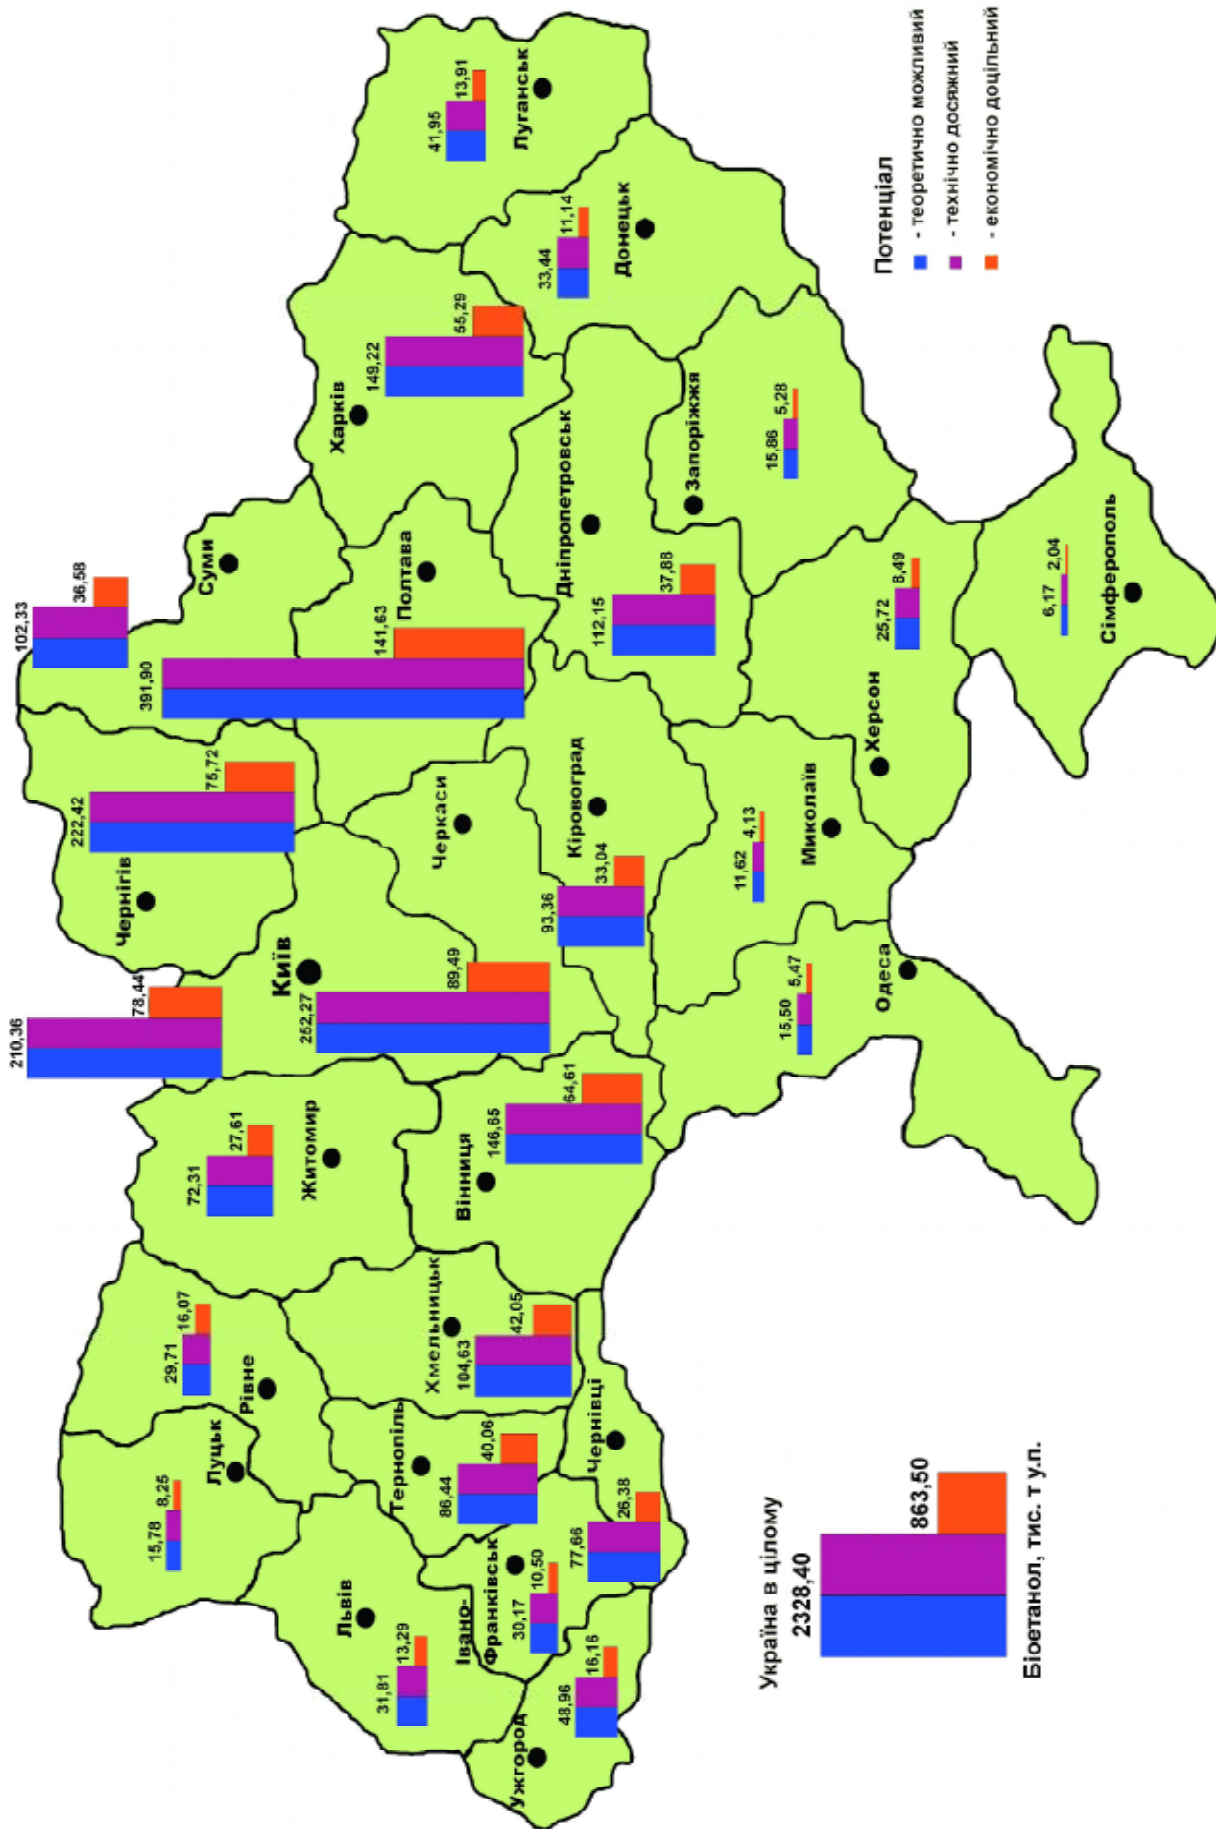 102,33
36,58
Суми
391,90
141,63
Полтава
222,42
75,72
Чернігів
210,36
78,44
Київ
252,27
89,49
Черкаси
Харків
149,22
55,29
41,95
13,91
Луганськ
33,44
11,14
Донецьк
Дніпропетровськ
112,15
37,88
Запоріжжя
15,86
5,28
Кіровоград
93,36
33,04
29,71
16,07
Рівне
Луцьк
15,78
8,25
72,31
27,61
Житомир
Вінниця
146,65
64,61
Хмельницьк
104,63
42,05
Тернопіль
86,44
40,06
Львів
31,81
13,29
Івано-
Франківськ
30,17
10,50
Чернівці
77,66
26,38
Ужгород
48,96
16,16
11,62
4,13
Миколаїв
15,50
5,47
Одеса
Херсон
25,72
8,49
6,17
2,04
Сімферополь
Україна в цілому
2328,40
863,50
Біоетанол, тис. т у.п.
Потенціал
- теоретично можливий
- технічно досяжний
- економічно доцільний